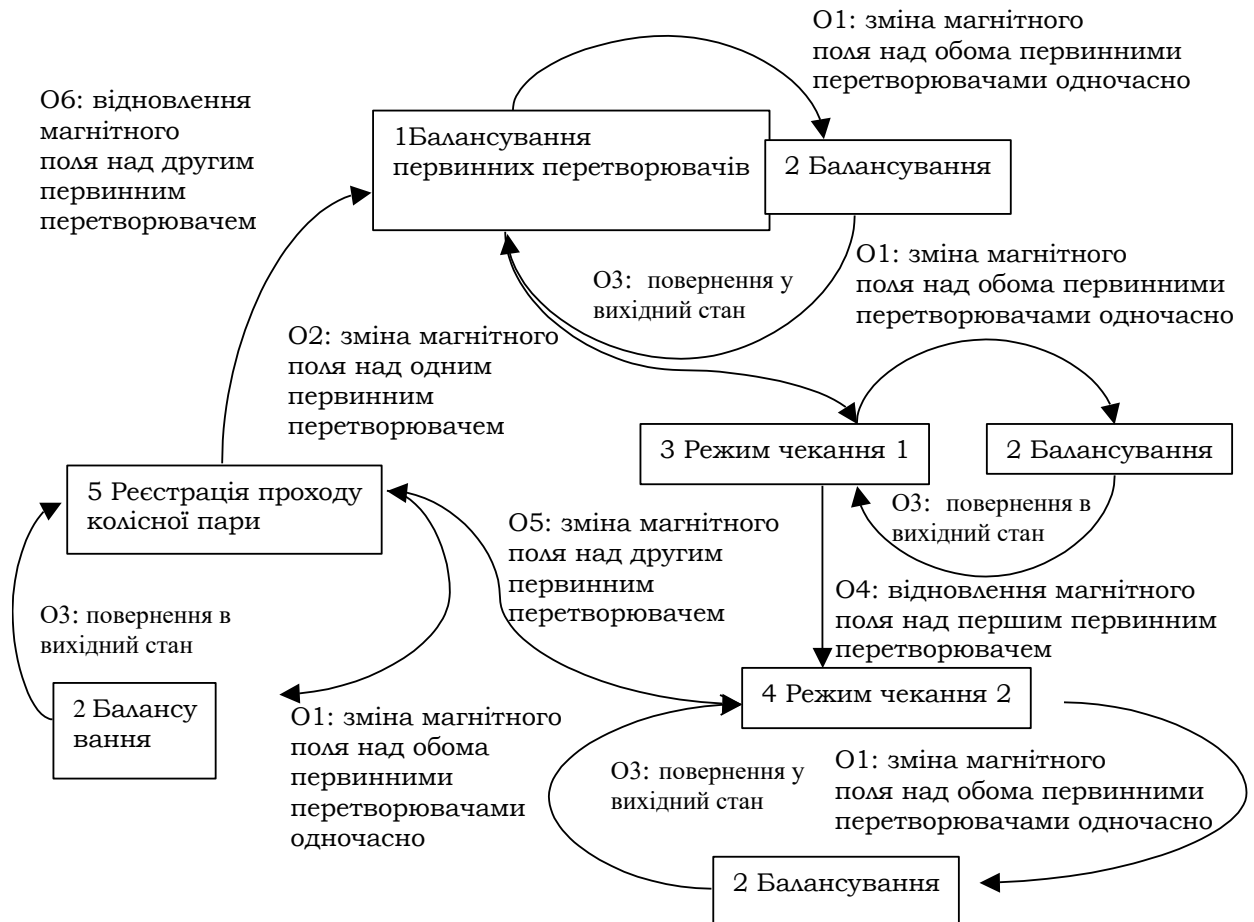 О1: зміна магнітного
поля над обома первинними
перетворювачами одночасно
О6: відновлення
магнітного
поля над другим
первинним
перетворювачем
1Балансування
первинних перетворювачів
2 Балансування
О1: зміна магнітного
поля над обома первинними
перетворювачами одночасно
О3: повернення у
вихідний стан
О2: зміна магнітного
поля над одним
первинним
перетворювачем
3 Режим чекання 1
2 Балансування
5 Реєстрація проходу
колісної пари
О3: повернення в
вихідний стан
О5: зміна магнітного
поля над другим
первинним
перетворювачем
О4: відновлення магнітного
поля над першим первинним
перетворювачем
О3: повернення в
вихідний стан
2 Балансу
вання
4 Режим чекання 2
О1: зміна магнітного
поля над обома
первинними
перетворювачами
одночасно
О3: повернення у
вихідний стан
О1: зміна магнітного
поля над обома первинними
перетворювачами одночасно
2 Балансування